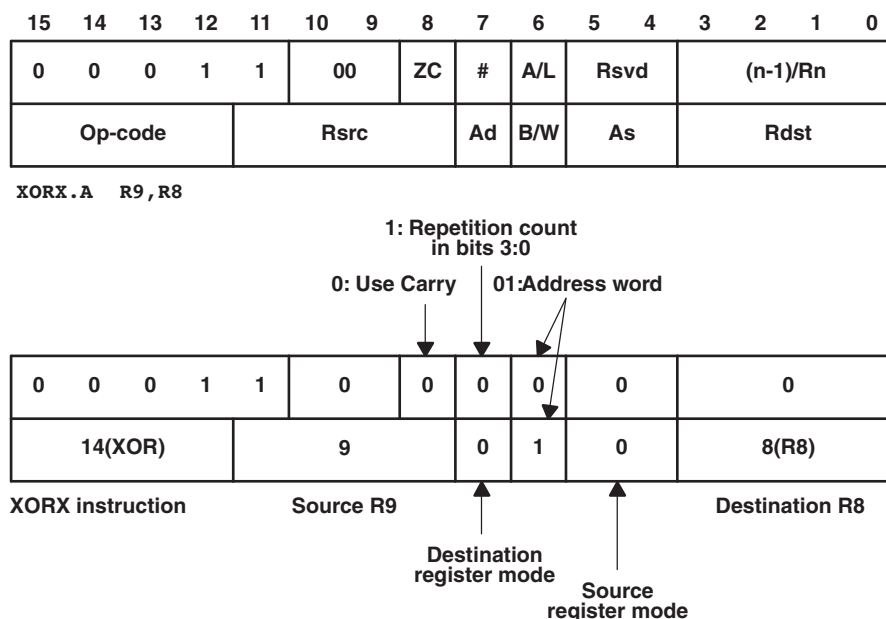 15 14 13 12 11 10 9 8 7 6 5 4 3 2 1 0
0 0 0 1 1 00 ZC # A/L Rsvd (n-1)/Rn
Op-code Rsrc Ad B/W As Rdst
XORX.A R9,R8
1: Repetition count
in bits 3:0
0: Use Carry 01:Address word
0 0 0 1 1 0 0 0 0 0 0
14(XOR) 9 0 1 0 8(R8)
XORX instruction Source R9 Destination R8
Destination
register mode
Source
register mode